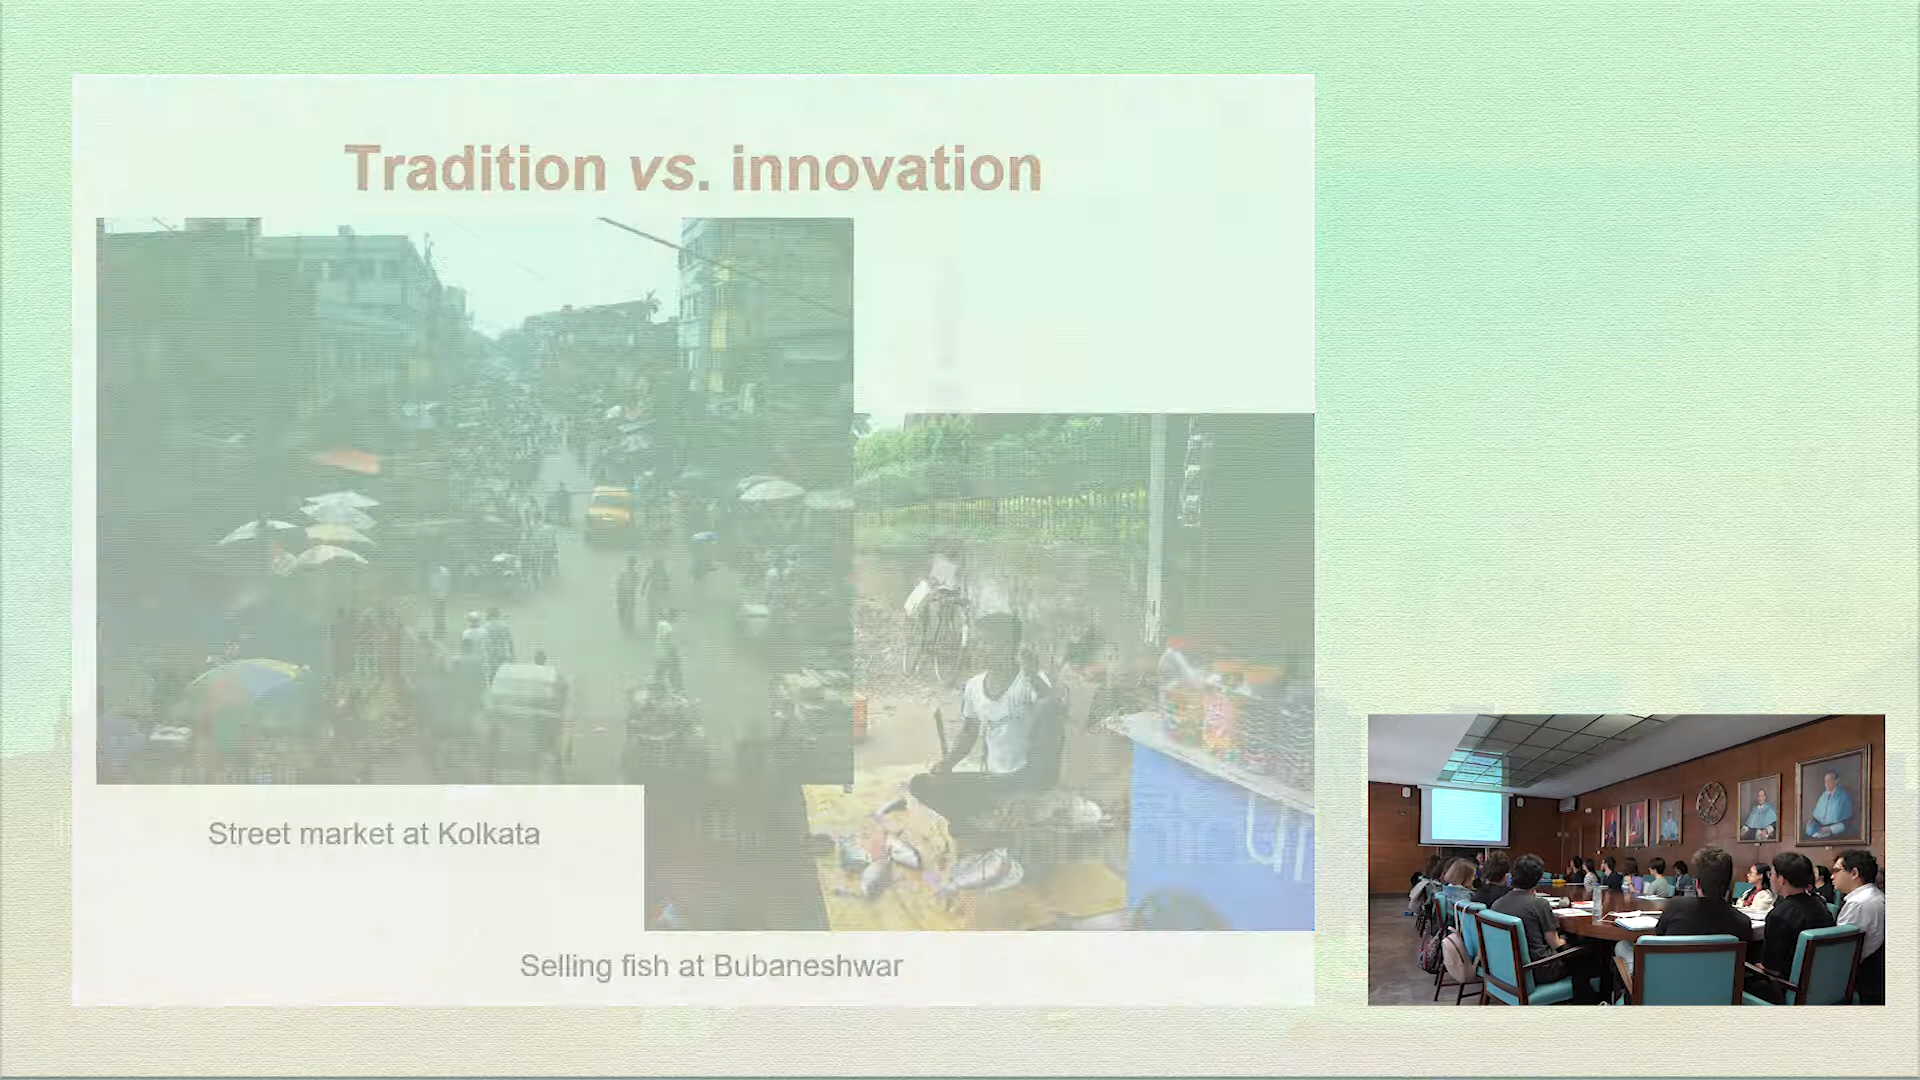 Tradition vs. innovation
Street market at Kolkata
Selling fish at Bubaneshwar